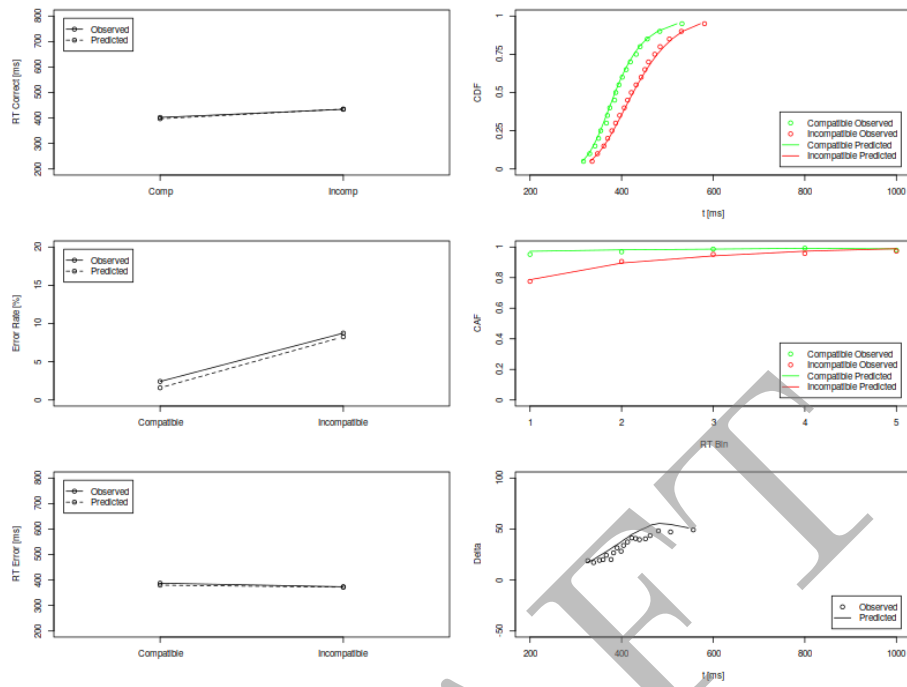 RT Correct [ms]
800
700
600
500
400
300
200
Observed
Predicted
Comp
Incomp
CDF
1
0.75
0.5
0.25
0
Compatible Observed
Incompatible Observed
Compatible Predicted
Incompatible Predicted
200
400
600
800
1000
t [ms]
Error Rate [%]
20
15
10
5
0
Observed
Predicted
Compatible
Incompatible
CAF
1
0.8
0.6
0.4
0.2
0
Compatible Observed
Incompatible Observed
Compatible Predicted
Incompatible Predicted
1
2
3
4
5
RT Bin
RT Error [ms]
800
700
600
500
400
300
200
Observed
Predicted
Compatible
Incompatible
Delta
50
0
-50
Observed
Predicted
200
400
600
800
1000
t [ms]